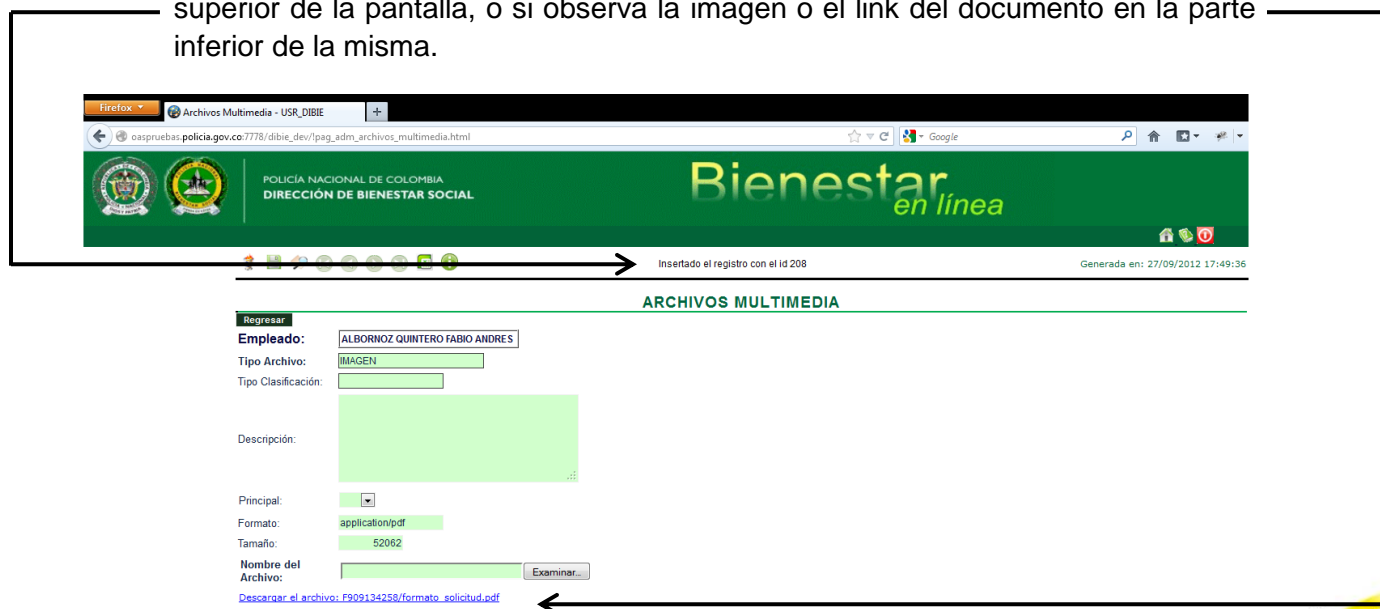 superior de la pantalla, o si observa la imagen o el link del documento en la parte
inferior de la misma.
Firefox
Archivos Multimedia - USR_DIBIE
oaspruebas.policia.gov.co:7778/dibie_dev/!pag_adm_archivos_multimedia.html
Google
POLICÍA NACIONAL DE COLOMBIA
DIRECCIÓN DE BIENESTAR SOCIAL
Bienestar
en línea
Insertado el registro con el id 208
Generada en: 27/09/2012 17:49:36
ARCHIVOS MULTIMEDIA
Regresar
Empleado: ALBORNOZ QUINTERO FABIO ANDRES
Tipo Archivo: IMAGEN
Tipo Clasificación:
Descripción:
Principal:
Formato: application/pdf
Tamaño: 52062
Nombre del
Archivo: Examinar...
Descargar el archivo: F909134258/formato_solicitud.pdf